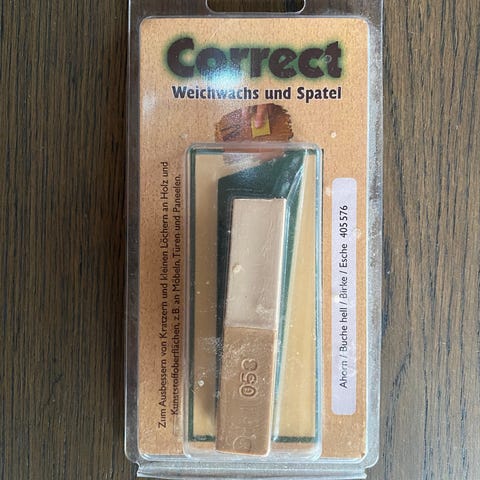 Correct
Weichwachs und Spatel
Zum Ausbessern von Kratzern und kleinen Löchern an Holz und
Kunststoffoberflächen, z.B. an Möbeln, Türen und Paneelen.
Ahorn / Buche hell / Birke / Esche 405576
058